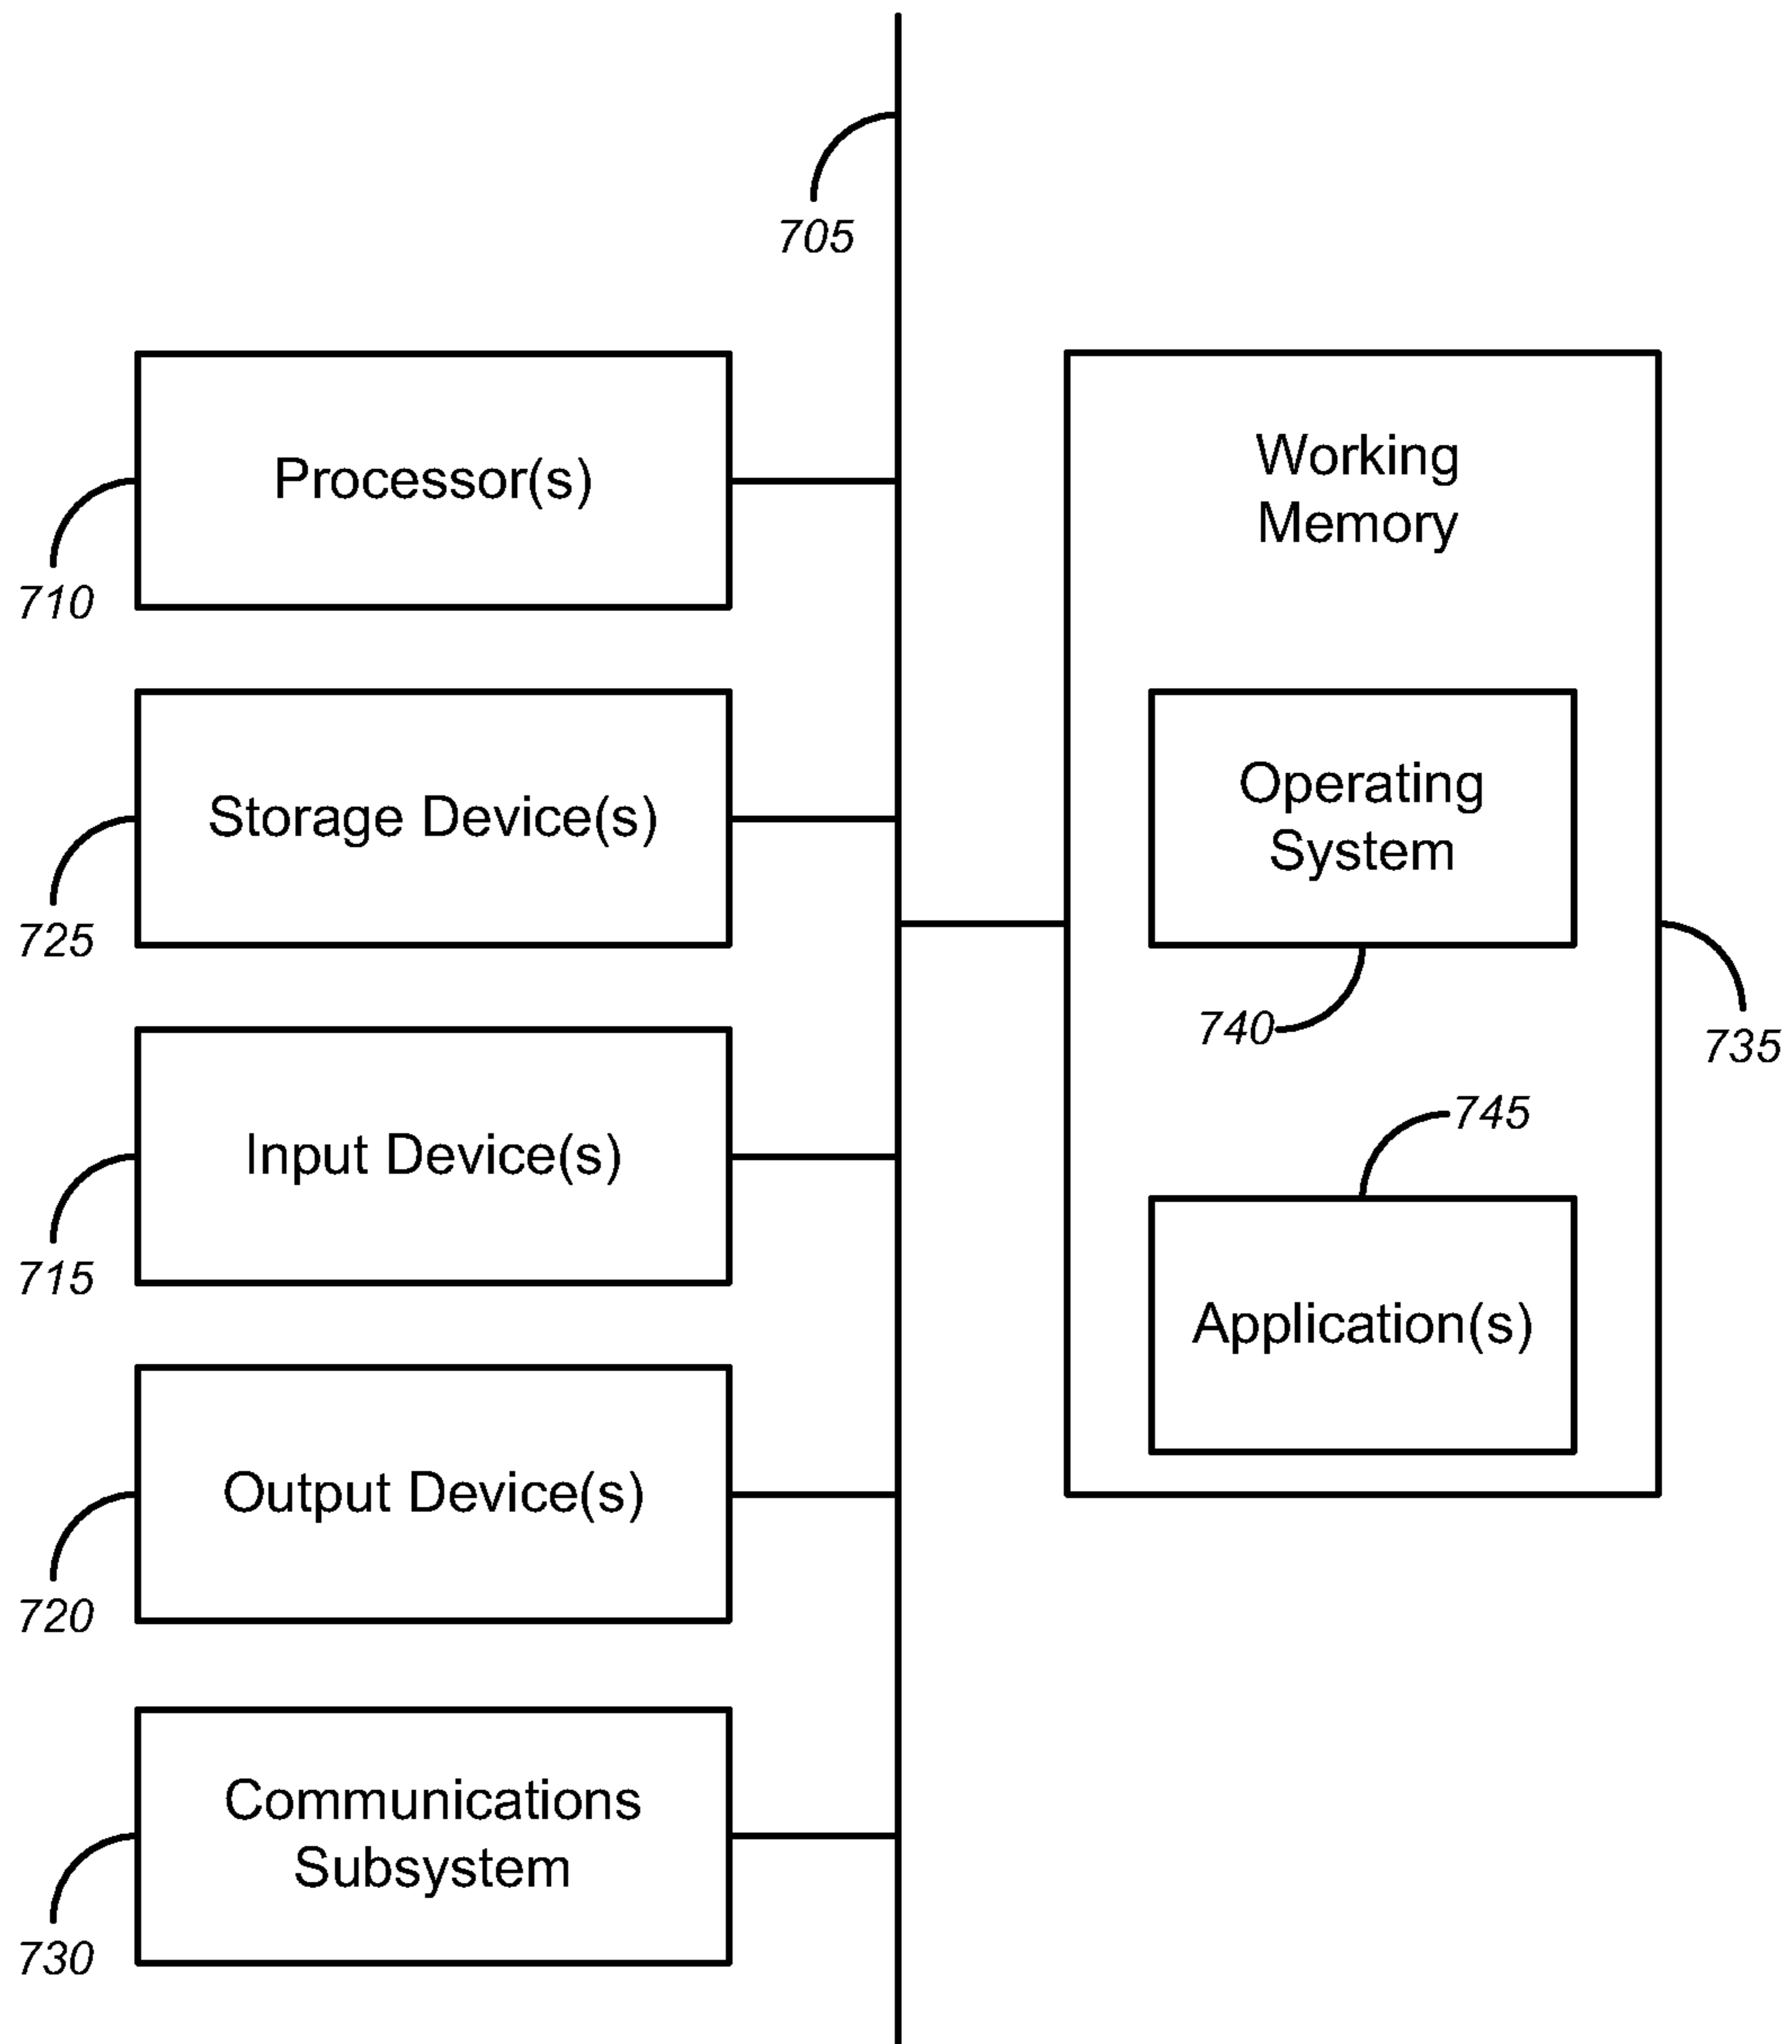 705
Processor(s)
710
Storage Device(s)
725
Input Device(s)
715
Output Device(s)
720
Communications
Subsystem
730
Working
Memory
Operating
System
740
735
745
Application(s)